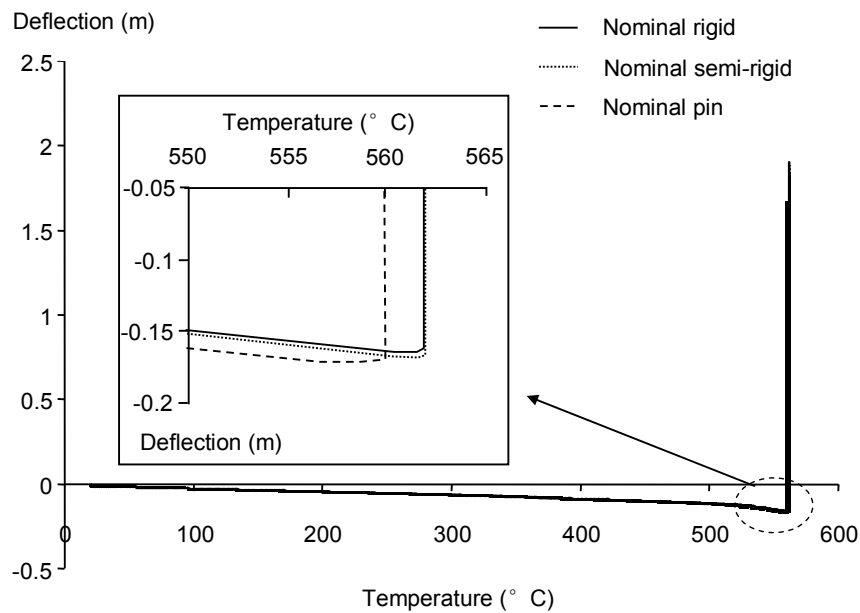 Deflection (m)
Nominal rigid
Nominal semi-rigid
Nominal pin
2.5
2
1.5
1
0.5
0
-0.5
Temperature (° C)
550 555 560 565
-0.05
-0.1
-0.15
-0.2
Deflection (m)
0 100 200 300 400 500 600
Temperature (° C)